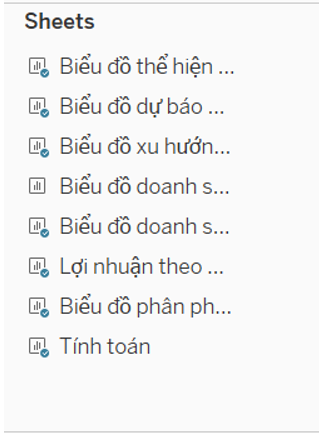 Sheets
Biểu đồ thể hiện ...
Biểu đồ dự báo ...
Biểu đồ xu hướn...
Biểu đồ doanh s...
Biểu đồ doanh s...
Lợi nhuận theo ...
Biểu đồ phân ph...
Tính toán